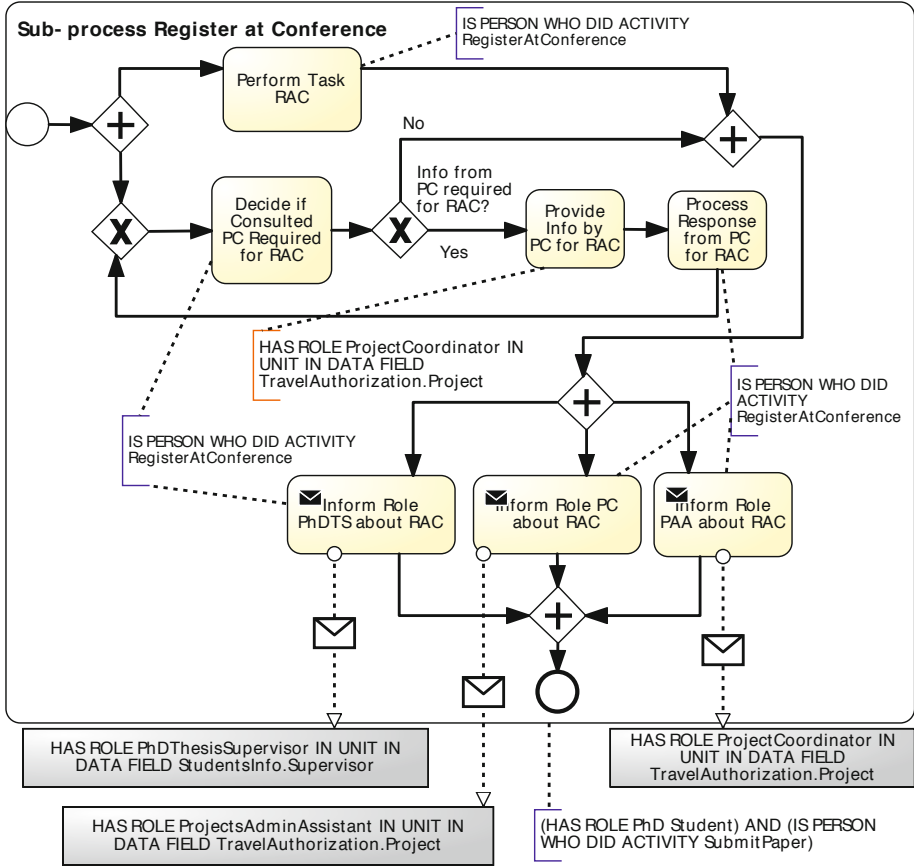 Sub- process Register at Conference
IS PERSON WHO DID ACTIVITY
RegisterAtConference
Perform Task
RAC
No
Info from
PC required
for RAC?
Yes
Decide if
Consulted
PC Required
for RAC
Provide
Info by
PC for RAC
Process
Response
from PC
for RAC
HAS ROLE ProjectCoordinator IN
UNIT IN DATA FIELD
TravelAuthorization.Project
IS PERSON WHO DID
ACTIVITY
RegisterAtConference
IS PERSON WHO DID ACTIVITY
RegisterAtConference
Inform Role
PhDTS about RAC
Inform Role PC
about RAC
Inform Role
PAA about RAC
HAS ROLE PhDThesisSupervisor IN UNIT IN
DATA FIELD StudentsInfo.Supervisor
HAS ROLE ProjectCoordinator IN
UNIT IN DATA FIELD
TravelAuthorization.Project
HAS ROLE ProjectsAdminAssistant IN UNIT IN
DATA FIELD TravelAuthorization.Project
(HAS ROLE PhD Student) AND (IS PERSON
WHO DID ACTIVITY SubmitPaper)